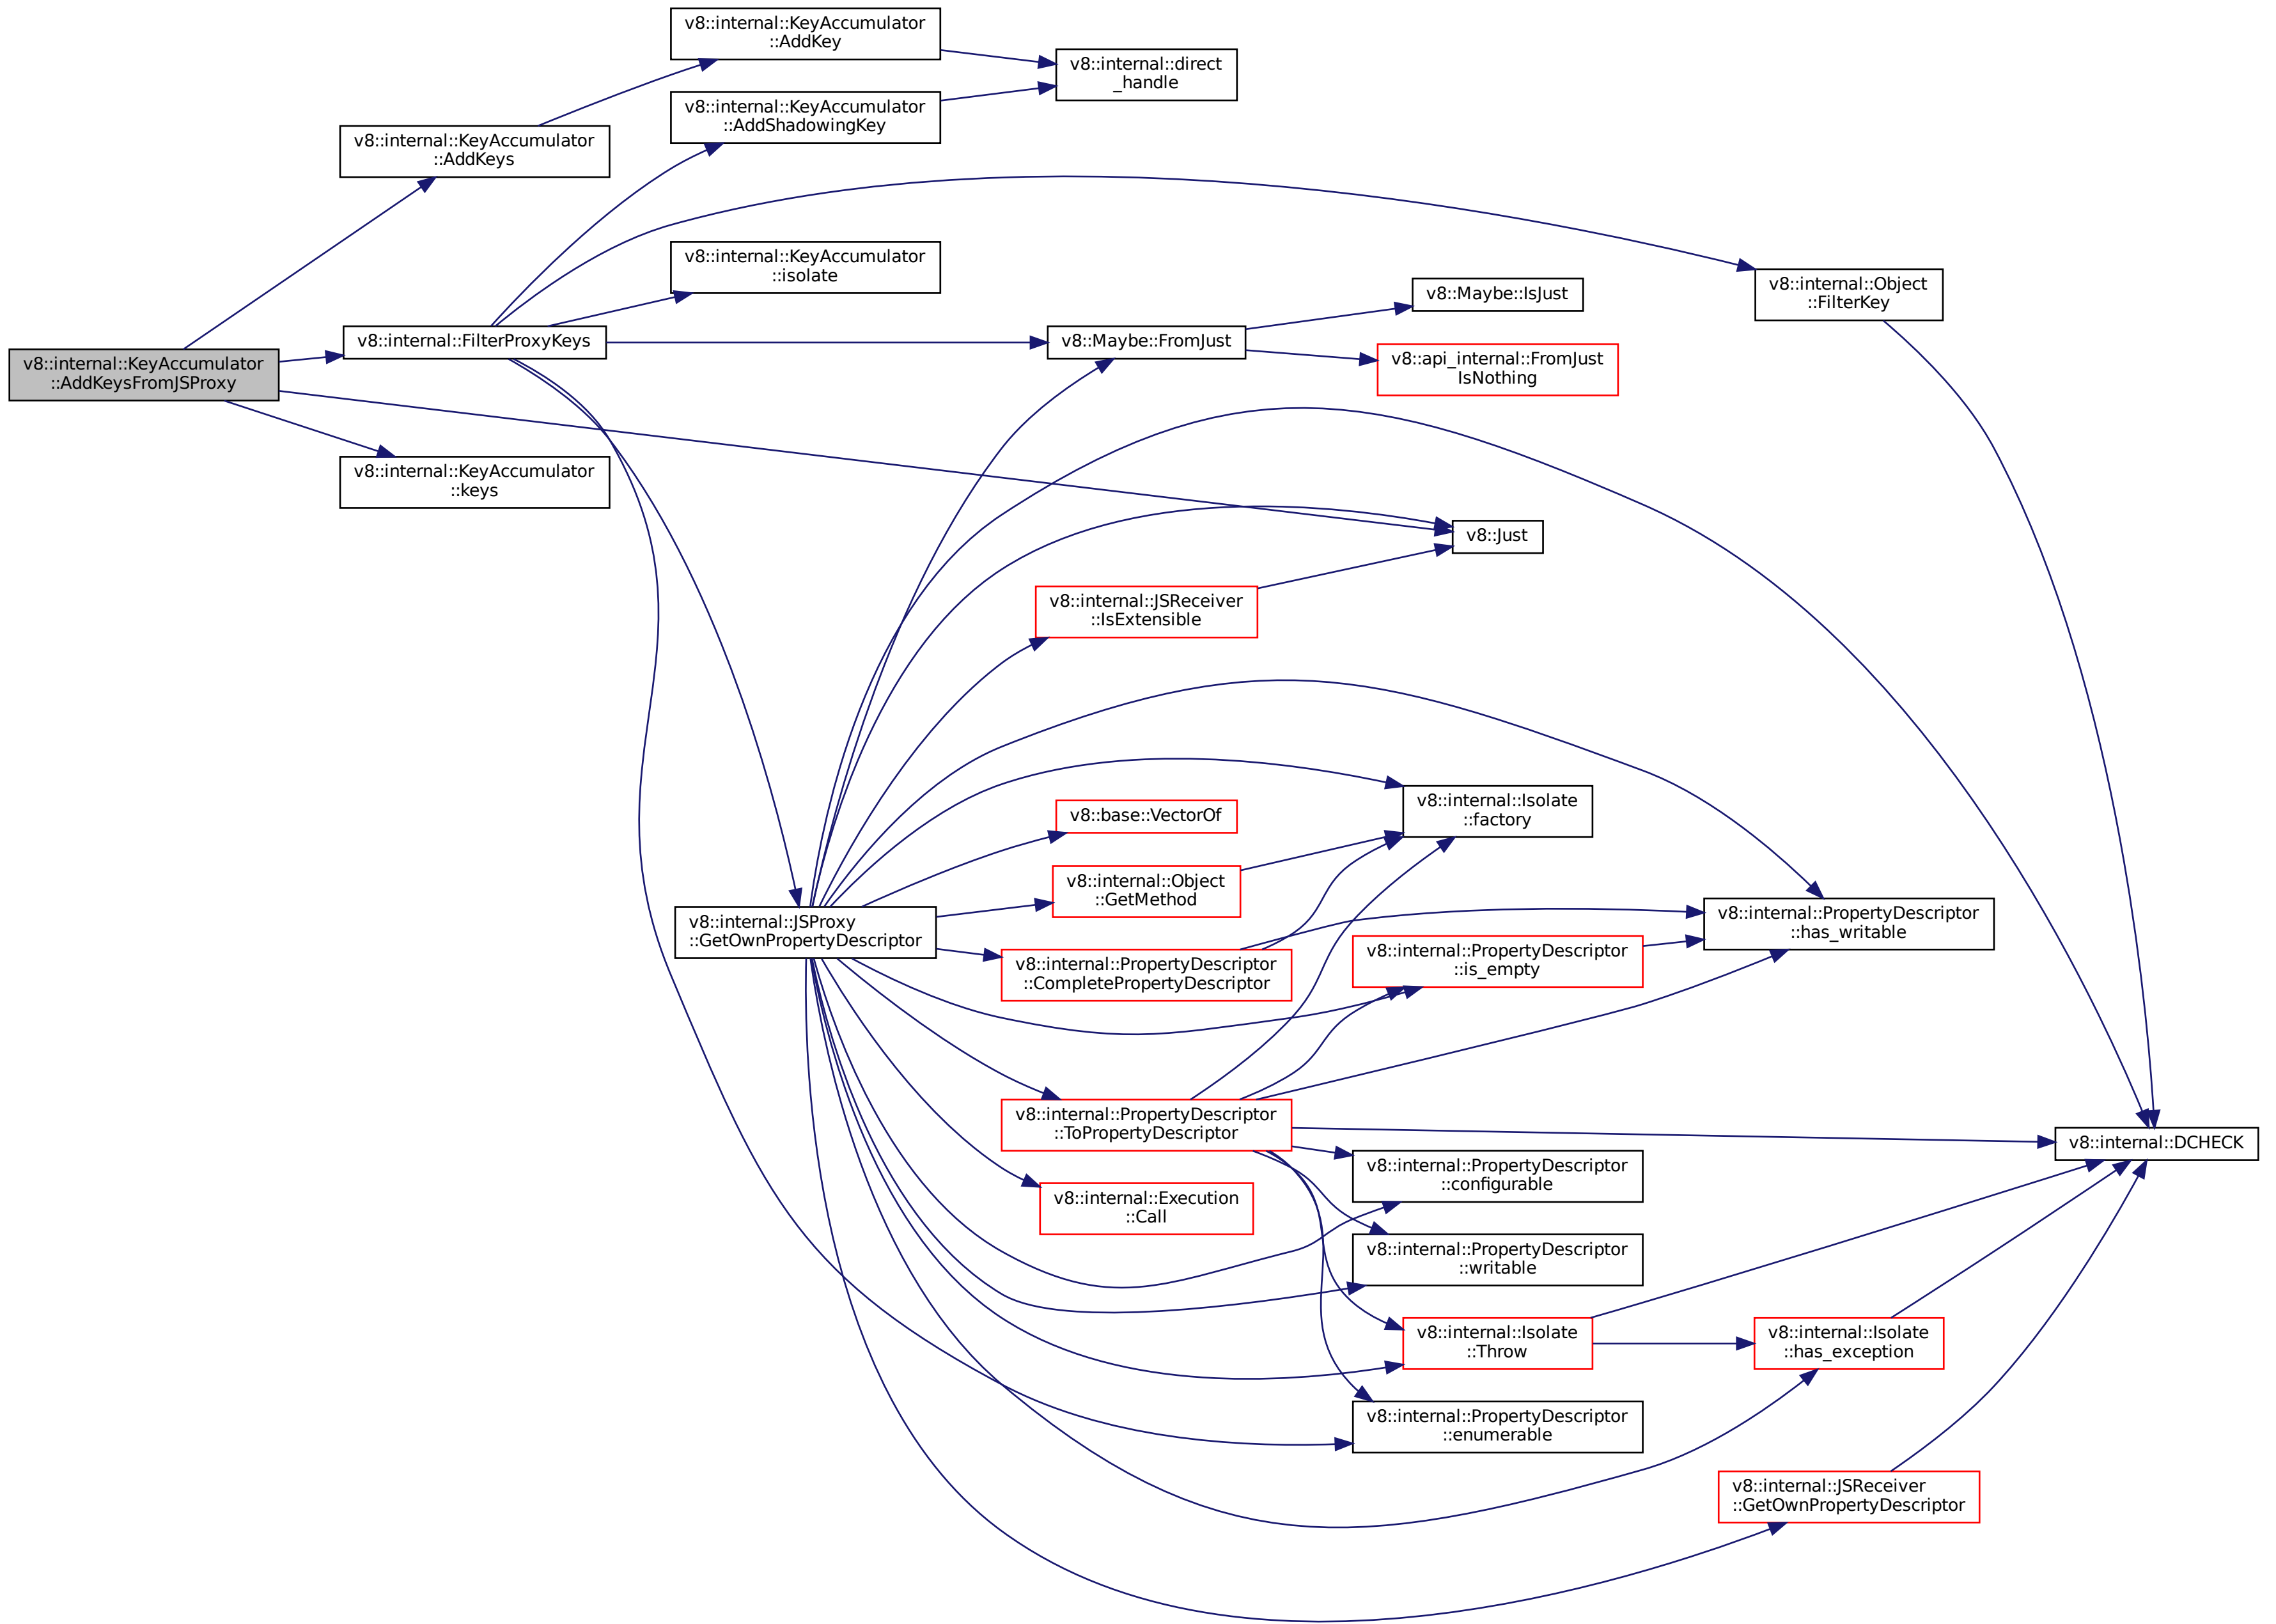 v8::internal::KeyAccumulator
::AddKeysFromJSProxy
v8::internal::KeyAccumulator
::AddKeys
v8::internal::FilterProxyKeys
v8::internal::KeyAccumulator
::keys
v8::internal::KeyAccumulator
::AddKey
v8::internal::KeyAccumulator
::AddShadowingKey
v8::internal::KeyAccumulator
::isolate
v8::internal::JSProxy
::GetOwnPropertyDescriptor
v8::internal::direct
_handle
v8::Maybe::FromJust
v8::internal::JSReceiver
::IsExtensible
v8::base::VectorOf
v8::internal::Object
::GetMethod
v8::internal::PropertyDescriptor
::CompletePropertyDescriptor
v8::internal::PropertyDescriptor
::ToPropertyDescriptor
v8::internal::Execution
::Call
v8::Maybe::IsJust
v8::api_internal::FromJust
IsNothing
v8::Just
v8::internal::Isolate
::factory
v8::internal::PropertyDescriptor
::is_empty
v8::internal::PropertyDescriptor
::configurable
v8::internal::PropertyDescriptor
::writable
v8::internal::Isolate
::Throw
v8::internal::PropertyDescriptor
::enumerable
v8::internal::Object
::FilterKey
v8::internal::PropertyDescriptor
::has_writable
v8::internal::Isolate
::has_exception
v8::internal::JSReceiver
::GetOwnPropertyDescriptor
v8::internal::DCHECK